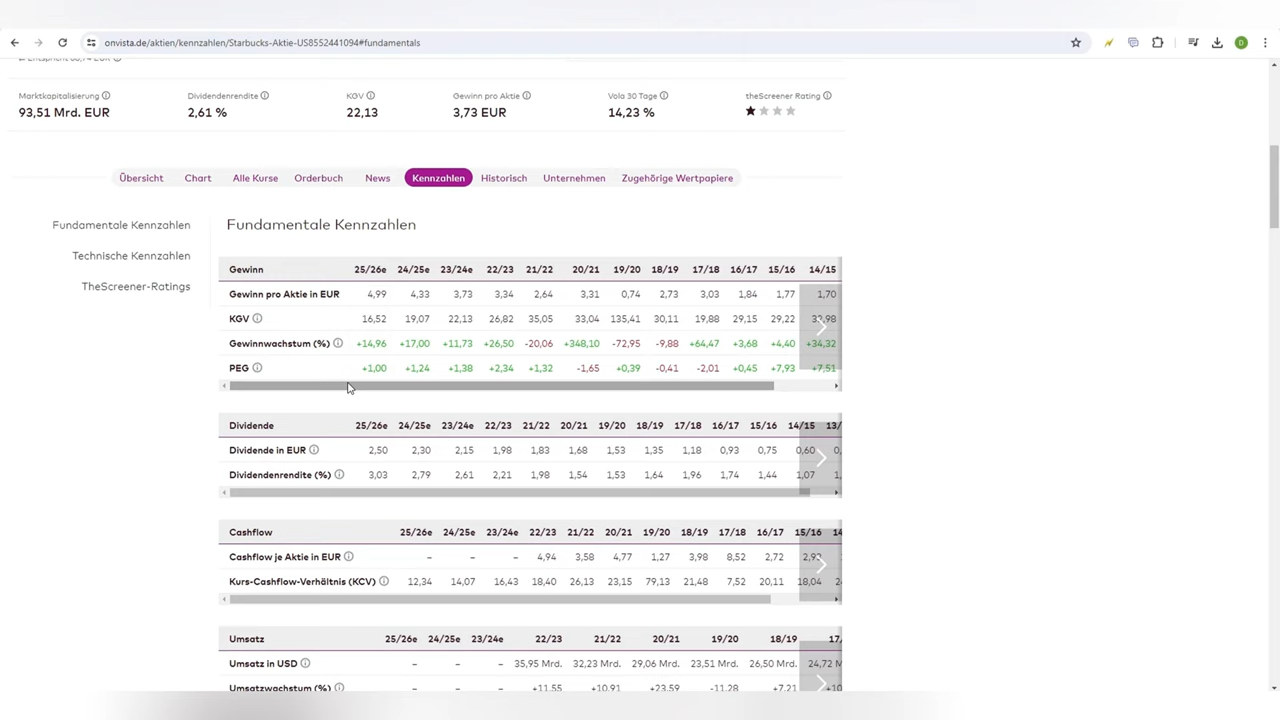 onvista.de/aktien/kennzahlen/Starbucks-Aktie-US8552441094#fundamentals
Marktkapitalisierung Dividendenrendite KGV Gewinn pro Aktie Vola 30 Tage theScreener Rating
93,51 Mrd. EUR 2,61 % 22,13 3,73 EUR 14,23 %
Übersicht Chart Alle Kurse Orderbuch News Kennzahlen Historisch Unternehmen Zugehörige Wertpapiere
Fundamentale Kennzahlen
Technische Kennzahlen
TheScreener-Ratings
Fundamentale Kennzahlen
Gewinn 25/26e 24/25e 23/24e 22/23 21/22 20/21 19/20 18/19 17/18 16/17 15/16 14/15
Gewinn pro Aktie in EUR 4,99 4,33 3,73 3,34 2,64 3,31 0,74 2,73 3,03 1,84 1,77 1,70
KGV 16,52 19,07 22,13 26,82 35,05 33,04 135,41 30,11 19,88 29,15 29,22
Gewinnwachstum (%) +14,96 +17,00 +11,73 +26,50 -20,06 +348,10 -72,95 -9,88 +64,47 +3,68 +4,40 +34,32
PEG +1,00 +1,24 +1,38 +2,34 +1,32 -1,65 +0,39 -0,41 -2,01 +0,45 +7,93 +7,51
Dividende 25/26e 24/25e 23/24e 22/23 21/22 20/21 19/20 18/19 17/18 16/17 15/16 14/15 13/
Dividende in EUR 2,50 2,30 2,15 1,98 1,83 1,68 1,53 1,35 1,18 0,93 0,75 0,60 0,
Dividendenrendite (%) 3,03 2,79 2,61 2,21 1,98 1,54 1,53 1,64 1,96 1,74 1,44 1,07 1,
Cashflow 25/26e 24/25e 23/24e 22/23 21/22 20/21 19/20 18/19 17/18 16/17 15/16 14
Cashflow je Aktie in EUR – – – 4,94 3,58 4,77 1,27 3,98 8,52 2,72
Kurs-Cashflow-Verhältnis (KCV) 12,34 14,07 16,43 18,40 26,13 23,15 79,13 21,48 7,52 20,11 18,04
Umsatz 25/26e 24/25e 23/24e 22/23 21/22 20/21 19/20 18/19 17/
Umsatz in USD – – – 35,95 Mrd. 32,23 Mrd. 29,06 Mrd. 23,51 Mrd. 26,50 Mrd. 24,72 M
Umsatzwachstum (%) – – – +11,55 +10,91 +23,59 -11,28 +7,21 +10